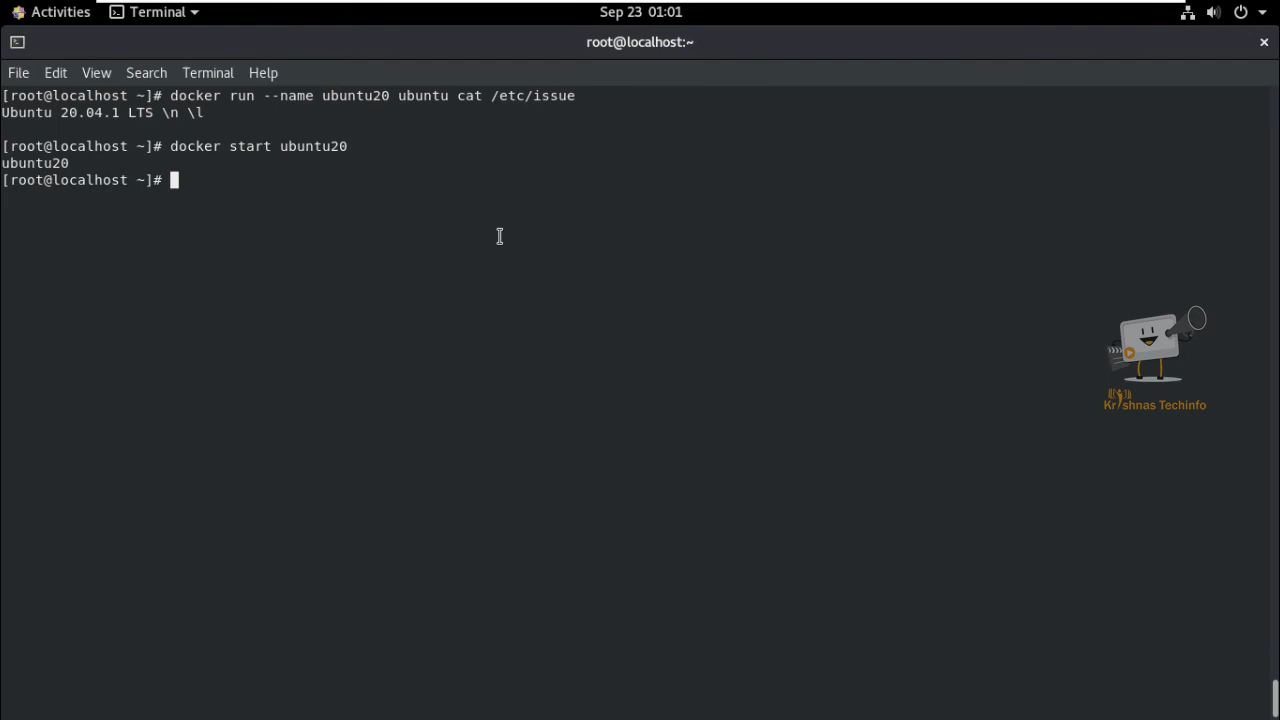 Activities Terminal Sep 23 01:01
root@localhost:~
File Edit View Search Terminal Help
[root@localhost ~]# docker run --name ubuntu20 ubuntu cat /etc/issue
Ubuntu 20.04.1 LTS \n \l
[root@localhost ~]# docker start ubuntu20
ubuntu20
[root@localhost ~]#
Krishnas Techinfo